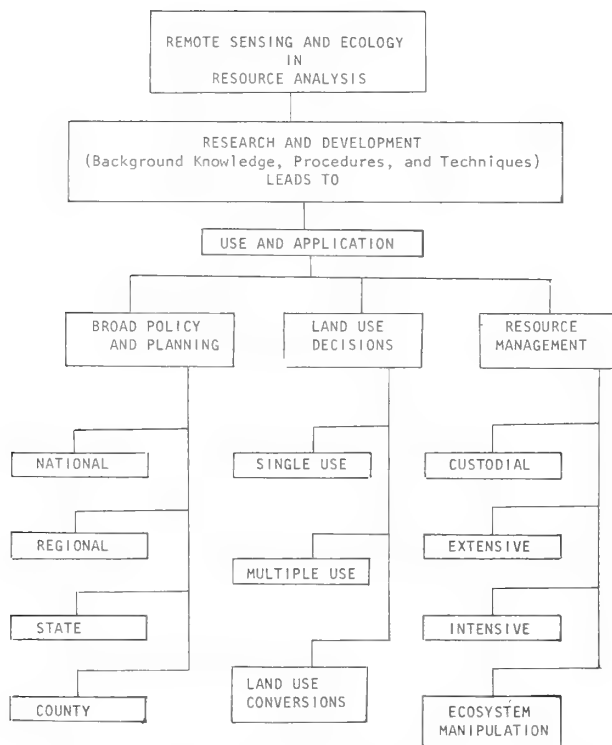 REMOTE SENSING AND ECOLOGY
IN
RESOURCE ANALYSIS
RESEARCH AND DEVELOPMENT
(Background Knowledge, Procedures, and Techniques)
LEADS TO
USE AND APPLICATION
BROAD POLICY
AND PLANNING
NATIONAL
REGIONAL
STATE
COUNTY
LAND USE
DECISIONS
SINGLE USE
MULTIPLE USE
LAND USE
CONVERSIONS
RESOURCE
MANAGEMENT
CUSTODIAL
EXTENSIVE
INTENSIVE
ECOSYSTEM
MANIPULATION